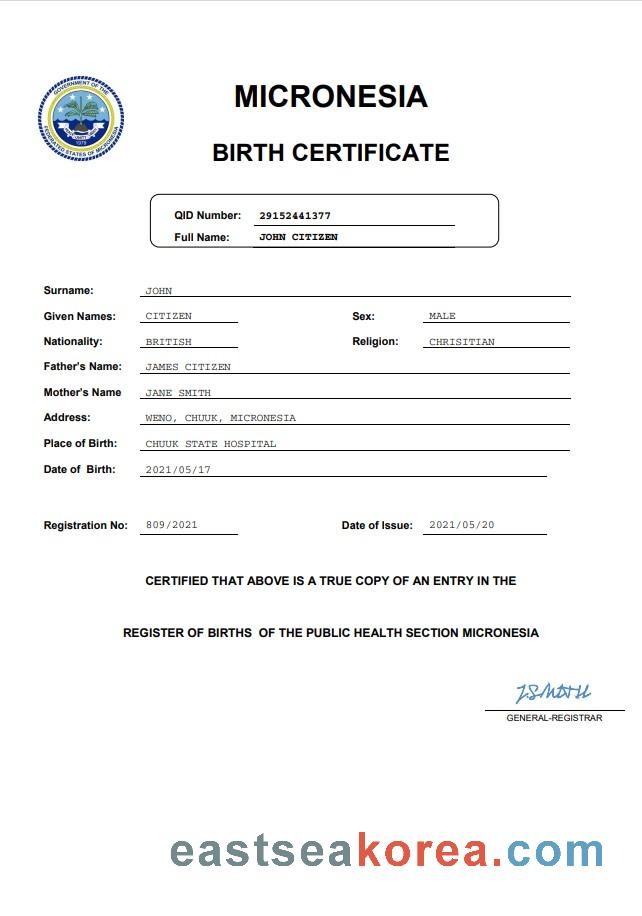 GOVERNMENT OF THE
FEDERATED STATES OF MICRONESIA
UNITY
1979
MICRONESIA
BIRTH CERTIFICATE
QID Number: 29152441377
Full Name: JOHN CITIZEN
Surname: JOHN
Given Names: CITIZEN Sex: MALE
Nationality: BRITISH Religion: CHRISITIAN
Father's Name: JAMES CITIZEN
Mother's Name JANE SMITH
Address: WENO, CHUUK, MICRONESIA
Place of Birth: CHUUK STATE HOSPITAL
Date of Birth: 2021/05/17
Registration No: 809/2021 Date of Issue: 2021/05/20
CERTIFIED THAT ABOVE IS A TRUE COPY OF AN ENTRY IN THE
REGISTER OF BIRTHS OF THE PUBLIC HEALTH SECTION MICRONESIA
J.SMITH
GENERAL-REGISTRAR
eastseakorea.com